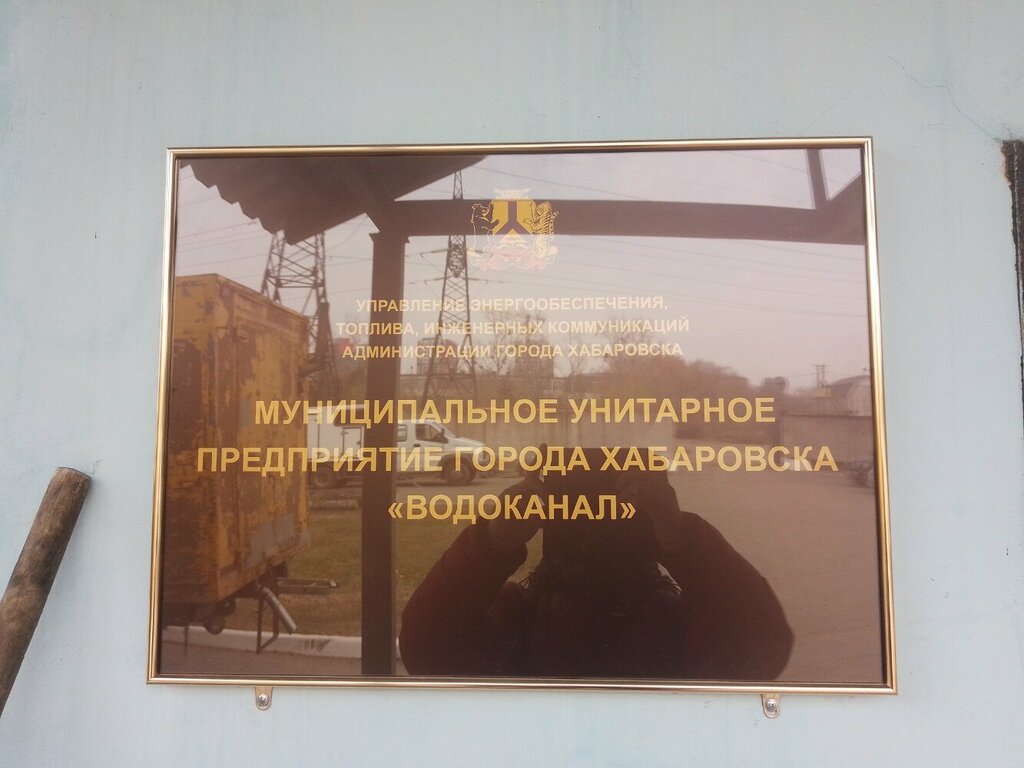 УПРАВЛЕНИЕ ЭНЕРГООБЕСПЕЧЕНИЯ,
ТОПЛИВА, ИНЖЕНЕРНЫХ КОММУНИКАЦИЙ
АДМИНИСТРАЦИИ ГОРОДА ХАБАРОВСКА
МУНИЦИПАЛЬНОЕ УНИТАРНОЕ
ПРЕДПРИЯТИЕ ГОРОДА ХАБАРОВСКА
«ВОДОКАНАЛ»